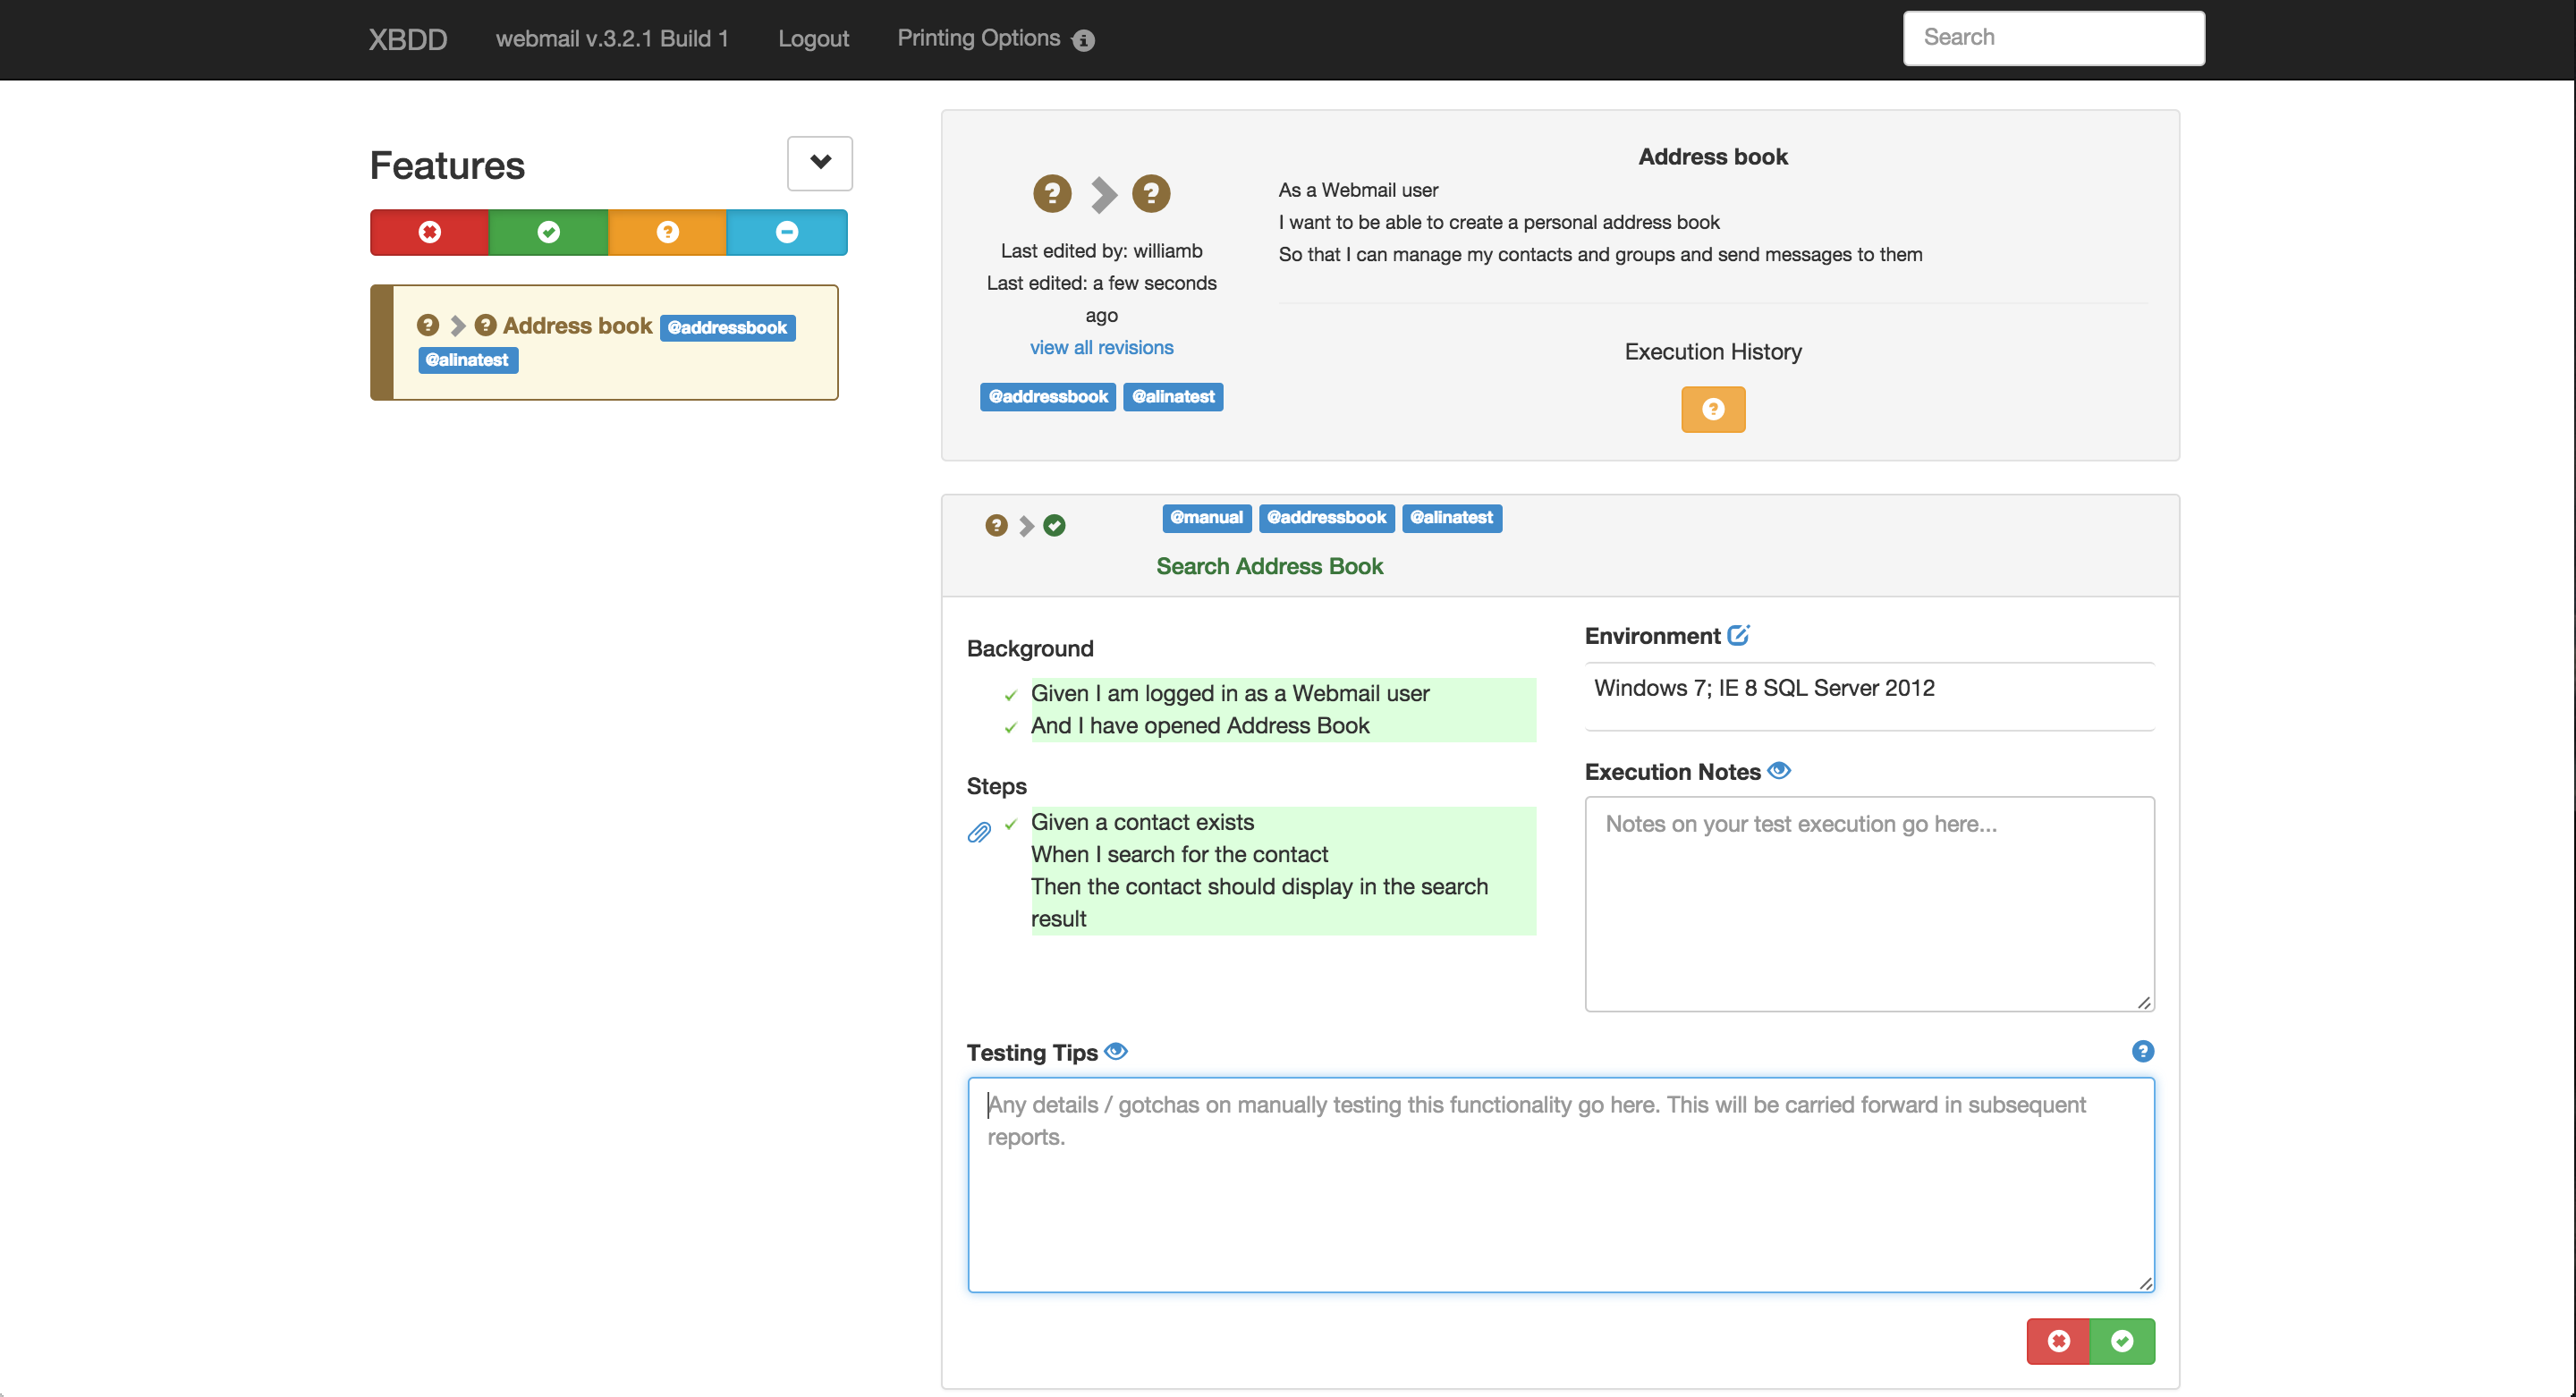 XBDD webmail v.3.2.1 Build 1 Logout Printing Options Search
Features
Address book @addressbook
@alinatest
Address book
As a Webmail user
I want to be able to create a personal address book
So that I can manage my contacts and groups and send messages to them
Last edited by: williamb
Last edited: a few seconds
ago
view all revisions
@addressbook @alinatest
Execution History
@manual @addressbook @alinatest
Search Address Book
Background
Given I am logged in as a Webmail user
And I have opened Address Book
Steps
Given a contact exists
When I search for the contact
Then the contact should display in the search
result
Environment
Windows 7; IE 8 SQL Server 2012
Execution Notes
Notes on your test execution go here...
Testing Tips
Any details / gotchas on manually testing this functionality go here. This will be carried forward in subsequent
reports.